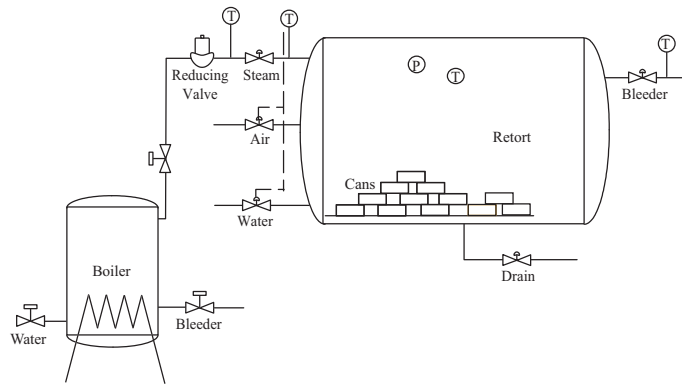 T
T
T
Reducing
Valve
Steam
P
T
Bleeder
Air
Retort
Cans
Water
Boiler
Drain
Water
Bleeder